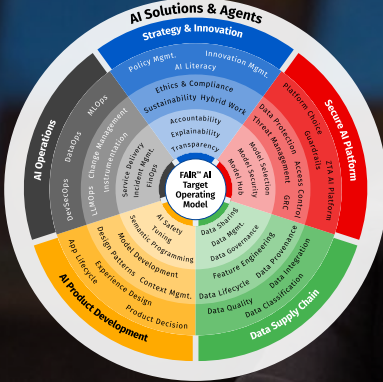 AI Solutions & Agents
Strategy & Innovation
Policy Mgmt.
Innovation Mgmt.
AI Literacy
Ethics & Compliance
Sustainability
Hybrid Work
Accountability
Explainability
Transparency
Secure AI Platform
Platform Choice
Guardrails
ZTA AI Platform
Data Protection
Threat Management
Access Control
GRC
Model Selection
Model Security
Model Hub
Data Supply Chain
Data Sharing
Data Mgmt.
Data Governance
Feature Engineering
Data Provenance
Data Integration
Data Lifecycle
Data Quality
Data Classification
AI Product Development
AI Safety
Tuning
Semantic Programming
Model Development
Design Patterns
Context Mgmt.
Experience Design
App Lifecycle
Product Decision
AI Operations
MLOps
DataOps
DevSecOps
Change Management
Instrumentation
LLMOps
Service Delivery
Incident Mgmt.
FinOps
FAIR™ AI
Target
Operating
Model